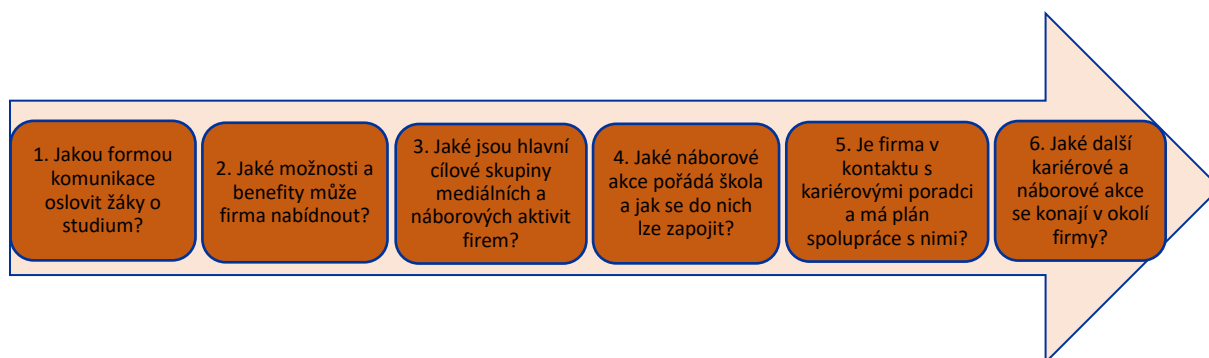 1. Jakou formou
komunikace
oslovit žáky o
studium?
2. Jaké možnosti a
benefity může
firma nabídnout?
3. Jaké jsou hlavní
cílové skupiny
mediálních a
náborových aktivit
firem?
4. Jaké náborové
akce pořádá škola
a jak se do nich
lze zapojit?
5. Je firma v
kontaktu s
kariérovými poradci
a má plán
spolupráce s nimi?
6. Jaké další
kariérové a
náborové akce
se konají v okolí
firmy?